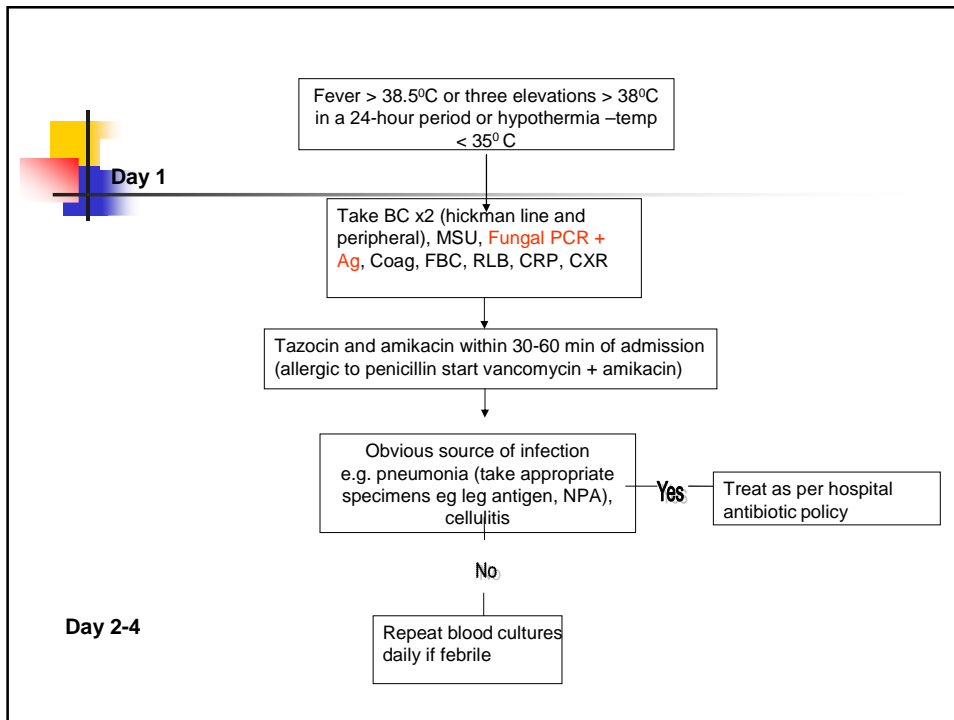 Fever > 38.5⁰C or three elevations > 38⁰C
in a 24-hour period or hypothermia –temp
< 35⁰ C
Day 1
Take BC x2 (hickman line and
peripheral), MSU, Fungal PCR +
Ag, Coag, FBC, RLB, CRP, CXR
Tazocin and amikacin within 30-60 min of admission
(allergic to penicillin start vancomycin + amikacin)
Obvious source of infection
e.g. pneumonia (take appropriate
specimens eg leg antigen, NPA),
cellulitis
Yes
Treat as per hospital
antibiotic policy
No
Day 2-4
Repeat blood cultures
daily if febrile